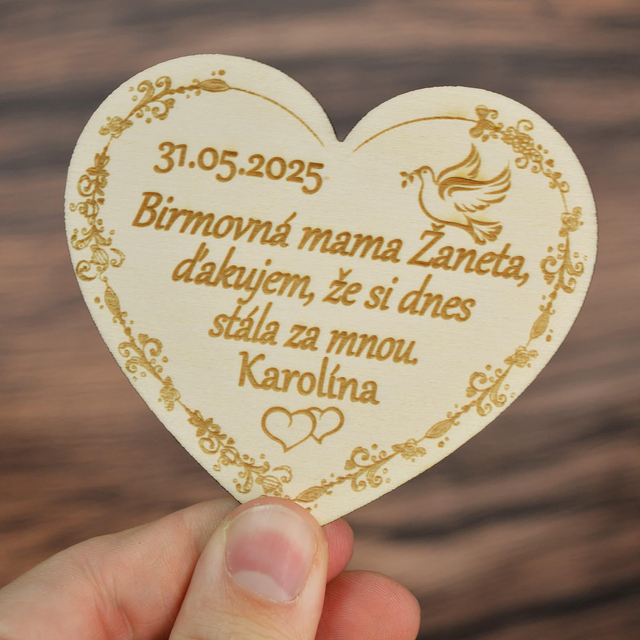 31.05.2025
Birmovná mama Žaneta,
ďakujem, že si dnes
stála za mnou.
Karolína